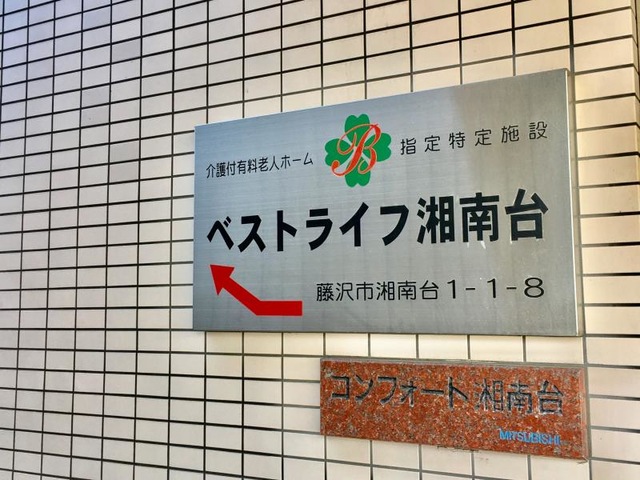 介護付有料老人ホーム B 指定特定施設
ベストライフ湘南台
藤沢市湘南台1-1-8
コンフォート湘南台
MITSUBISHI